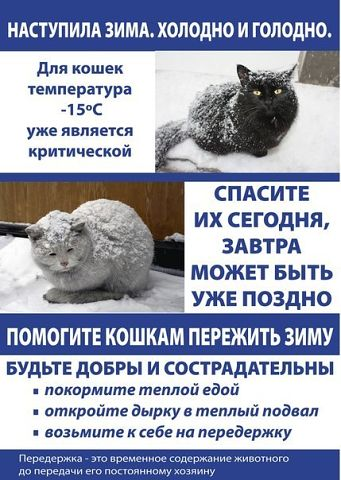 НАСТУПИЛА ЗИМА. ХОЛОДНО И ГОЛОДНО.
Для кошек
температура
-15ºС
уже является
критической
СПАСИТЕ
ИХ СЕГОДНЯ,
ЗАВТРА
МОЖЕТ БЫТЬ
УЖЕ ПОЗДНО
ПОМОГИТЕ КОШКАМ ПЕРЕЖИТЬ ЗИМУ
БУДЬТЕ ДОБРЫ И СОСТРАДАТЕЛЬНЫ
▪ покормите теплой едой
▪ откройте дырку в теплый подвал
▪ возьмите к себе на передержку
Передержка - это временное содержание животного
до передачи его постоянному хозяину